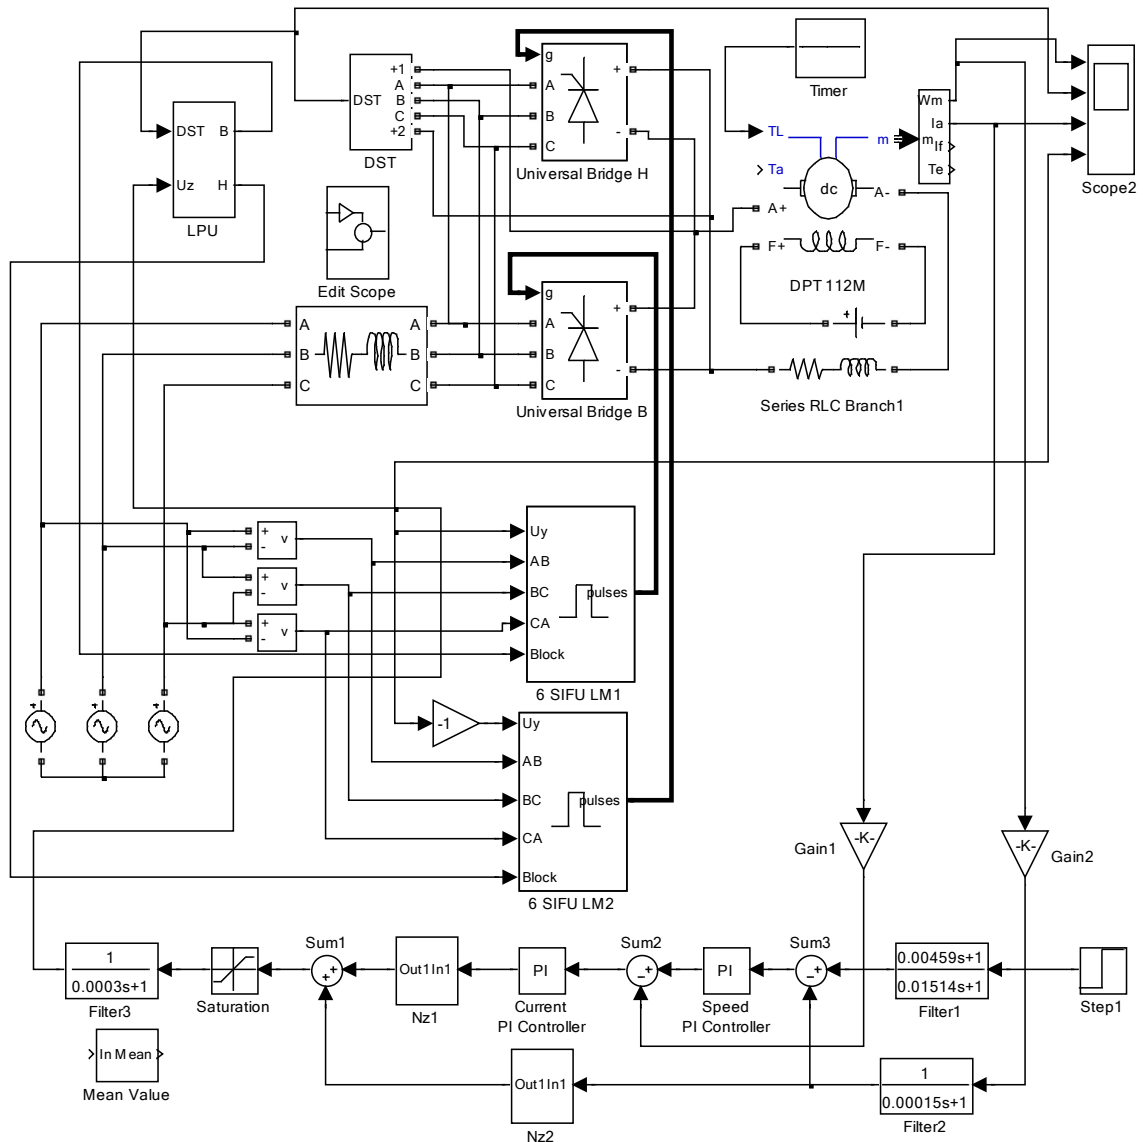 DST
B
Uz
H
LPU
DST
+1
A
B
C
+2
DST
g
A
B
C
+
-
Universal Bridge H
Timer
TL
m
Ta
dc
A+
A-
F+
F-
DPT 112M
+
Wm
Ia
m
If
Te
Scope2
Edit Scope
A
B
C
A
B
C
g
A
B
C
+
-
Universal Bridge B
Series RLC Branch1
+
-
v
+
-
v
+
-
v
Uy
AB
BC
CA
Block
pulses
6 SIFU LM1
+
+
+
-1
Uy
AB
BC
CA
Block
pulses
6 SIFU LM2
Gain1
-K-
-K-
Gain2
1
0.0003s+1
Filter3
Saturation
Sum1
+
+
Out1In1
Nz1
PI
Current
PI Controller
Sum2
+
−
PI
Speed
PI Controller
Sum3
+
−
0.00459s+1
0.01514s+1
Filter1
Step1
In Mean
Mean Value
Out1In1
Nz2
1
0.00015s+1
Filter2